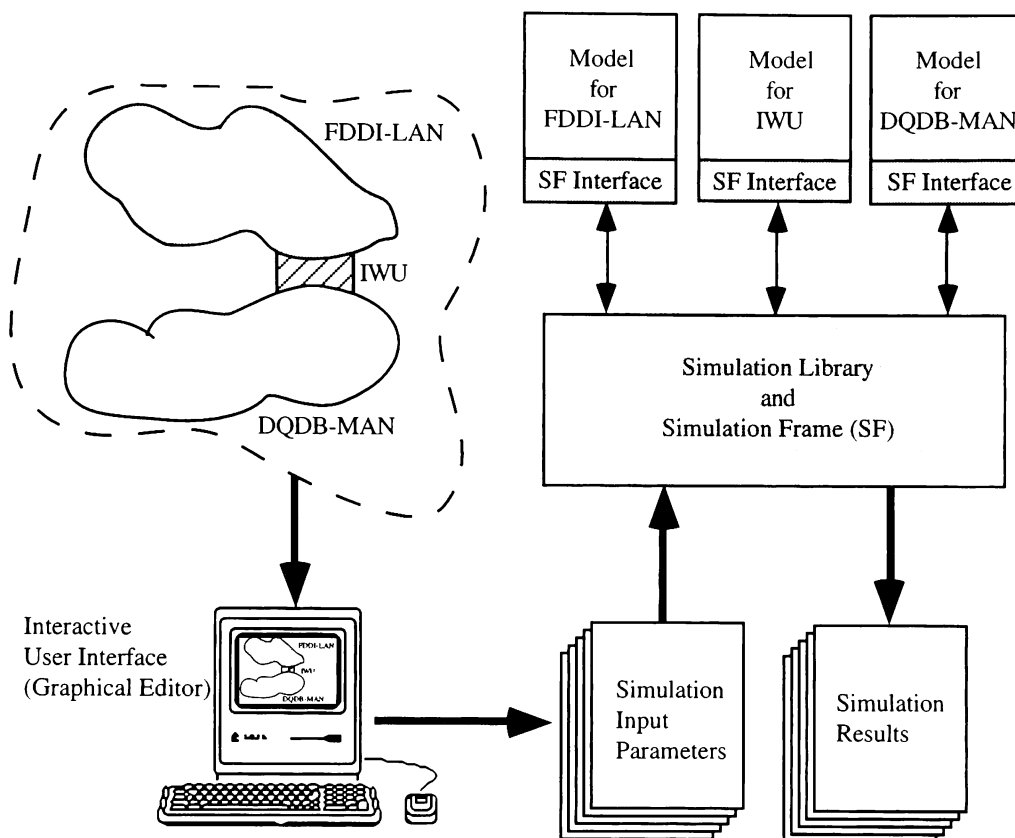 FDDI-LAN
IWU
DQDB-MAN
Model
for
FDDI-LAN
SF Interface
Model
for
IWU
SF Interface
Model
for
DQDB-MAN
SF Interface
Simulation Library
and
Simulation Frame (SF)
Interactive
User Interface
(Graphical Editor)
FDDI-LAN
IWU
DQDB-MAN
Simulation
Input
Parameters
Simulation
Results